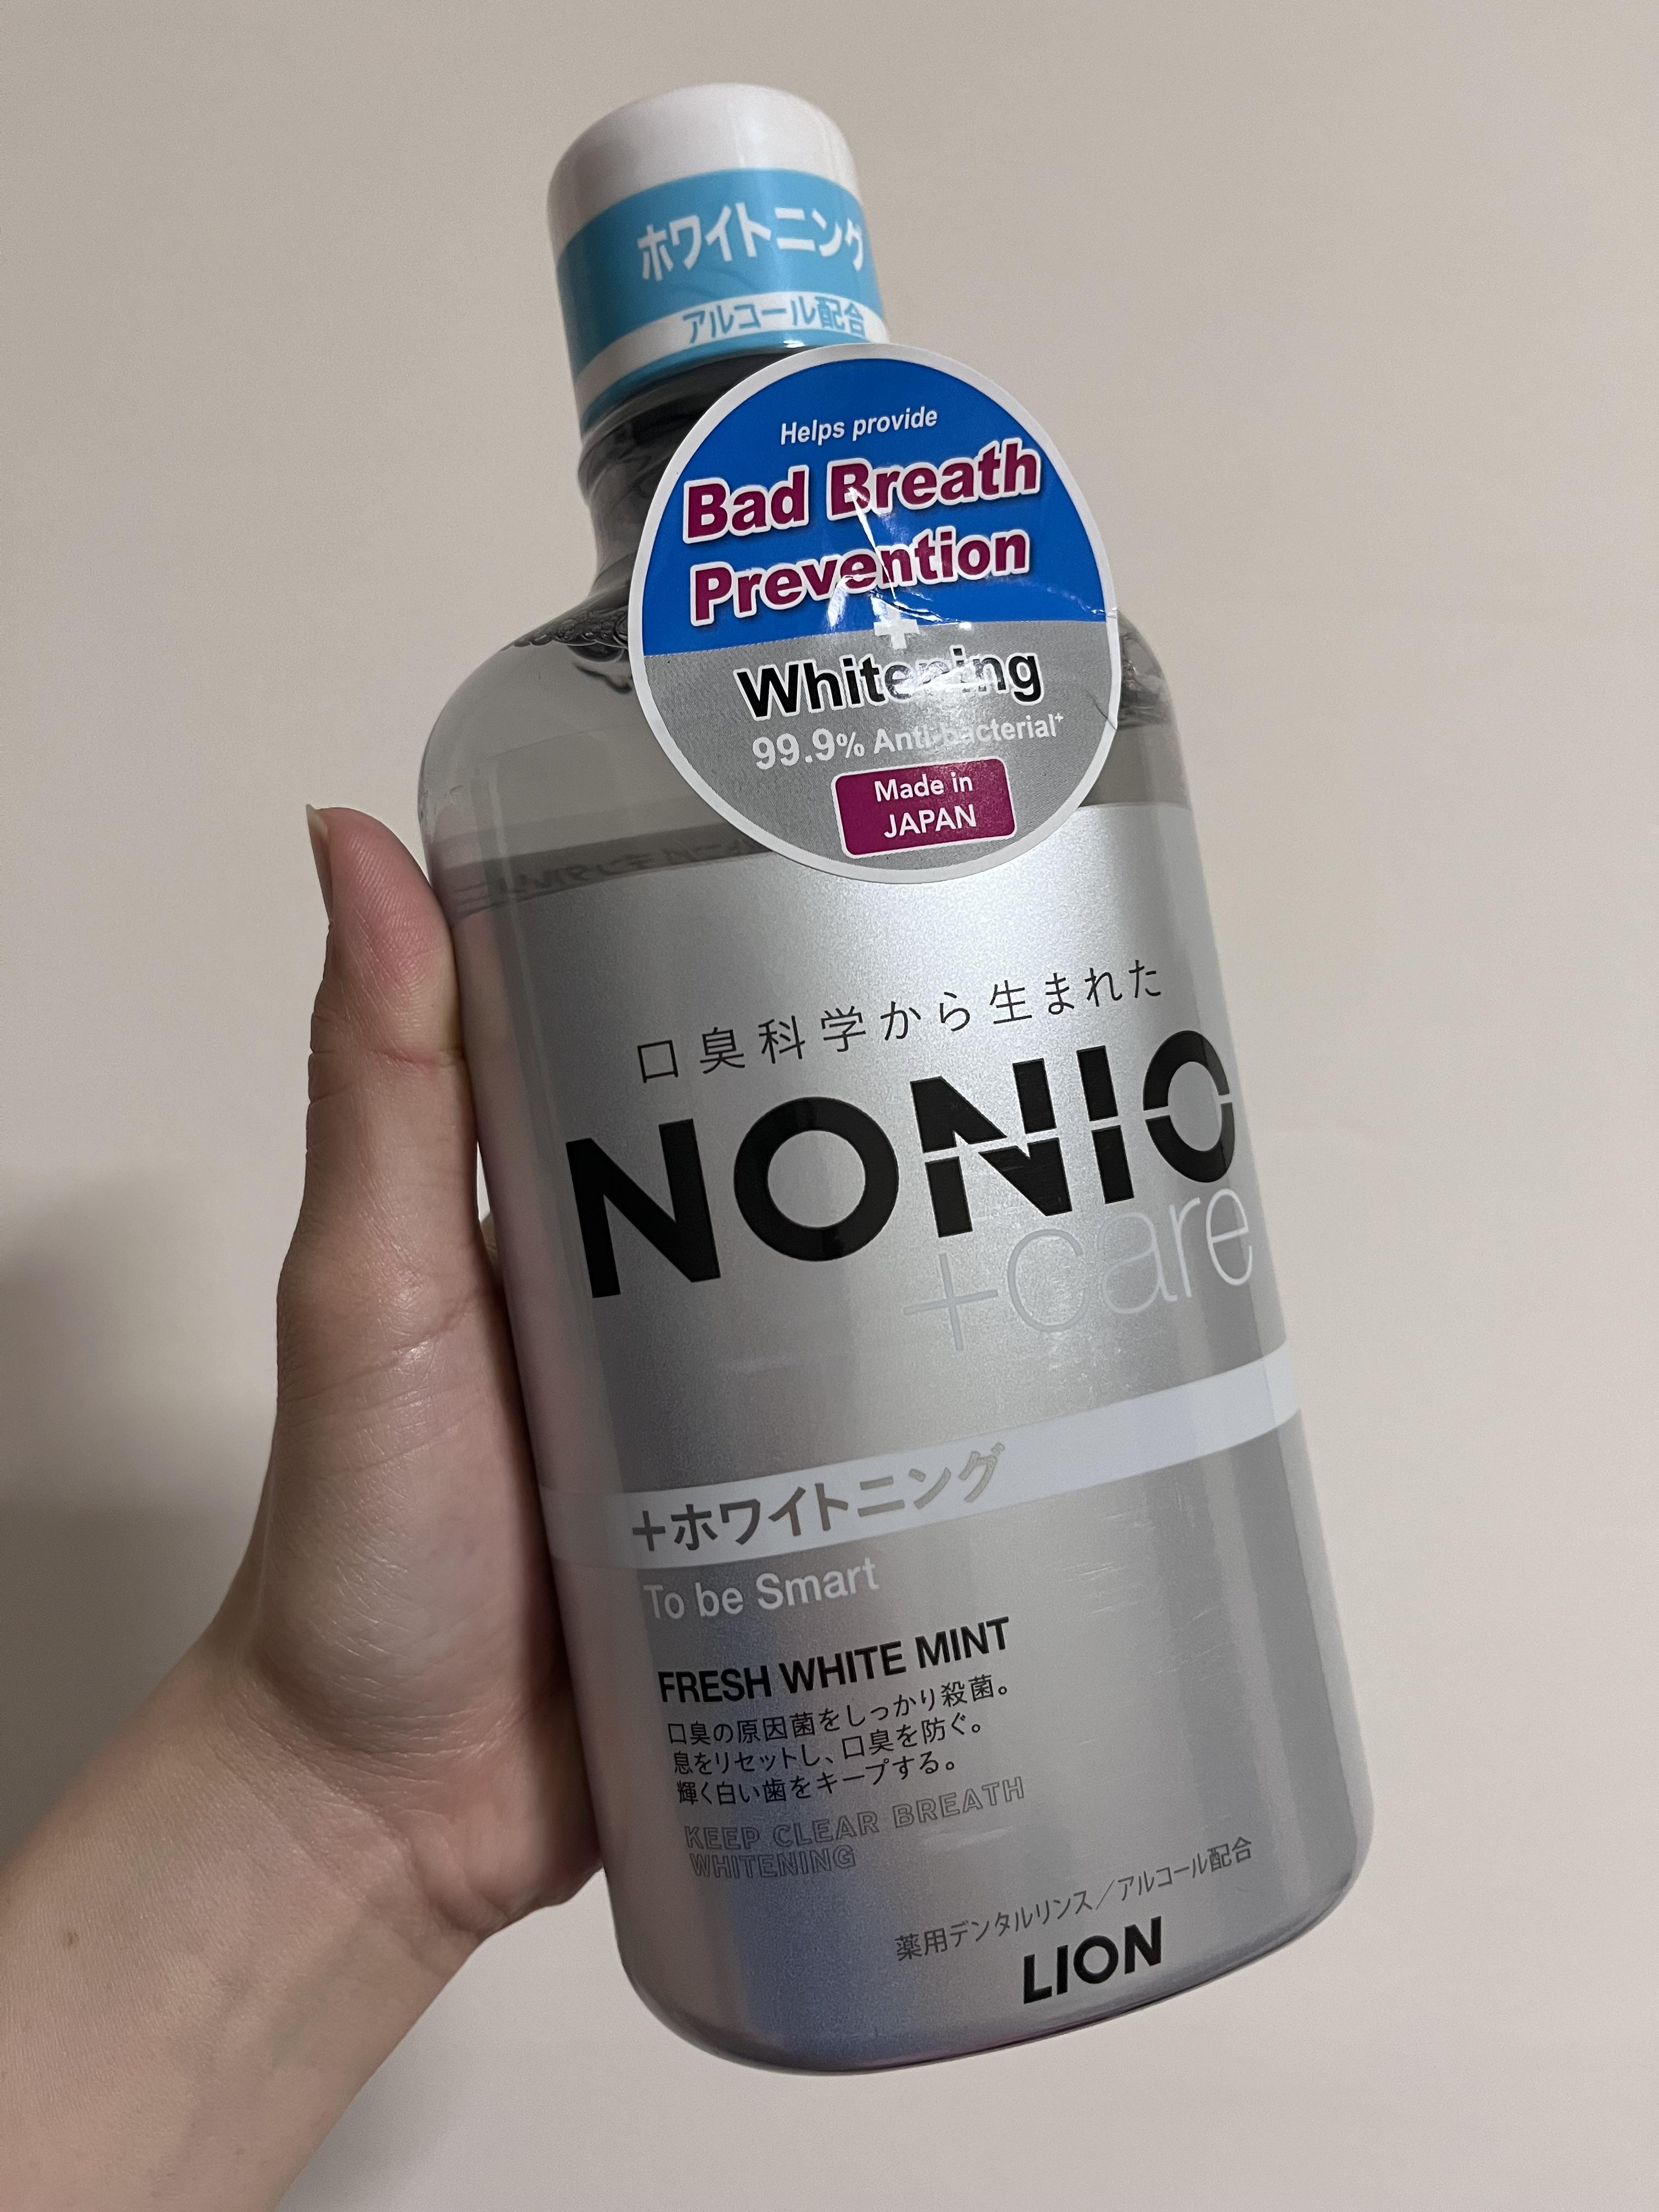 ホワイトニング
アルコール配合
Helps provide
Bad Breath
Prevention
+
Whitening
99.9% Anti-bacterial+
Made in
JAPAN
口臭科学から生まれた
NONIO
+care
+ホワイトニング
To be Smart
FRESH WHITE MINT
口臭の原因菌をしっかり殺菌。
息をリセットし、口臭を防ぐ。
輝く白い歯をキープする。
KEEP CLEAR BREATH
WHITENING
薬用デンタルリンス/アルコール配合
LION